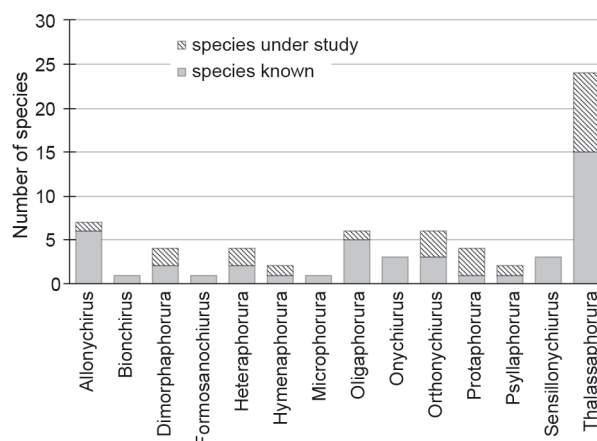 30
25
20
15
10
5
0
Number of species
species under study
species known
Allonychirus
Bionchirus
Dimorphaphorura
Formosanochiurus
Heteraphorura
Hymenaphorura
Microphorura
Oligaphorura
Onychiurus
Orthonychiurus
Protaphorura
Psyllaphorura
Sensillonychiurus
Thalassaphorura